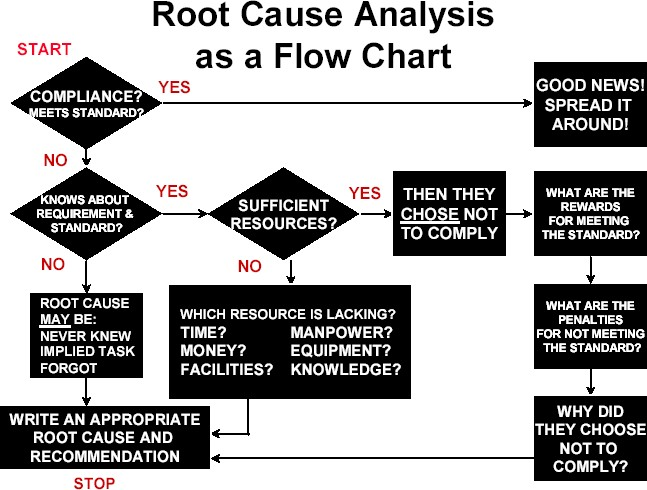 Root Cause Analysis
as a Flow Chart
START
COMPLIANCE?
MEETS STANDARD?
YES
GOOD NEWS!
SPREAD IT
AROUND!
NO
KNOWS ABOUT
REQUIREMENT &
STANDARD?
YES
SUFFICIENT
RESOURCES?
YES
THEN THEY
CHOSE NOT
TO COMPLY
WHAT ARE THE
REWARDS
FOR MEETING
THE STANDARD?
NO
ROOT CAUSE
MAY BE:
NEVER KNEW
IMPLIED TASK
FORGOT
NO
WHICH RESOURCE IS LACKING?
TIME? MANPOWER?
MONEY? EQUIPMENT?
FACILITIES? KNOWLEDGE?
WHAT ARE THE
PENALTIES
FOR NOT MEETING
THE STANDARD?
WHY DID
THEY CHOOSE
NOT TO
COMPLY?
WRITE AN APPROPRIATE
ROOT CAUSE AND
RECOMMENDATION
STOP